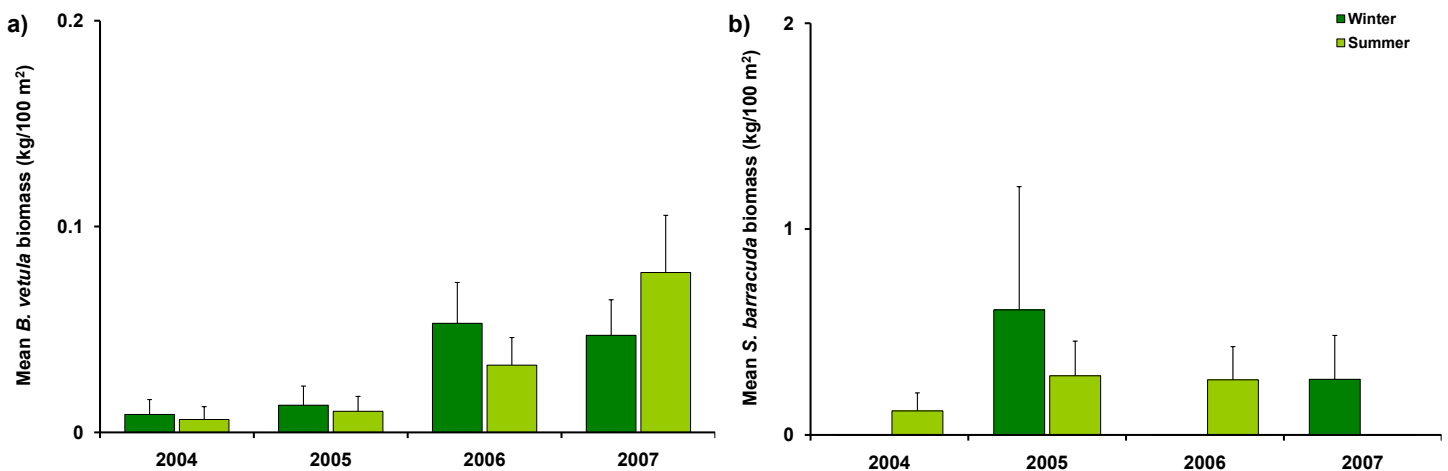 a)
Mean B. vetula biomass (kg/100 m²)
0.2
0.1
0
2004
2005
2006
2007
b)
Mean S. barracuda biomass (kg/100 m²)
2
1
0
2004
2005
2006
2007
Winter
Summer